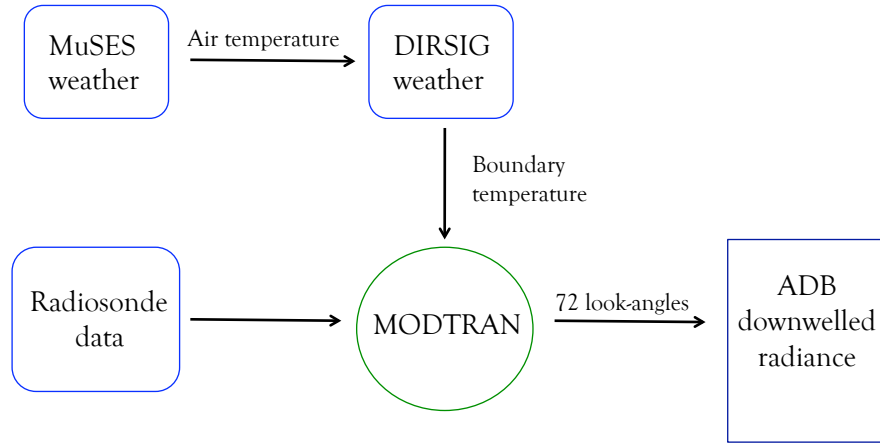 MuSES
weather
Air temperature
DIRSIG
weather
Boundary
temperature
Radiosonde
data
MODTRAN
72 look-angles
ADB
downwelled
radiance